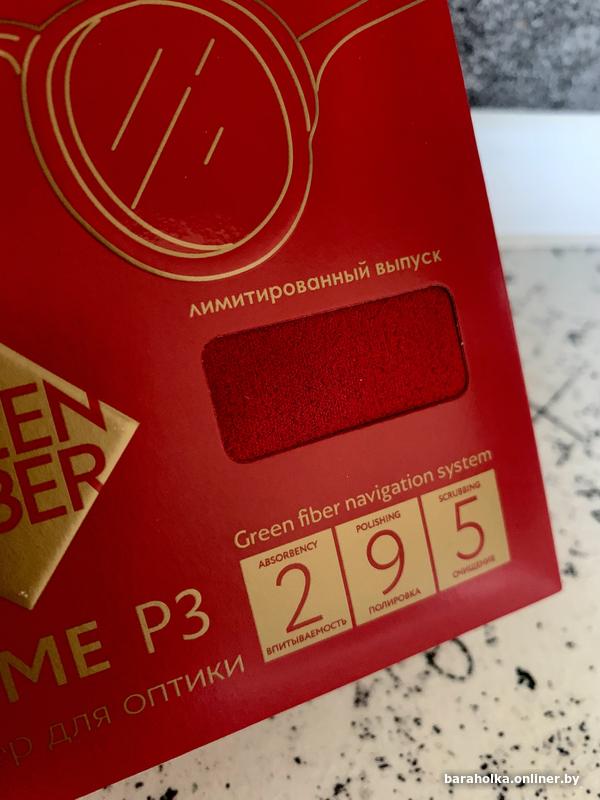 лимитированный выпуск
Green fiber navigation system
ABSORBENCY
2
ВПИТЫВАЕМОСТЬ
POLISHING
9
ПОЛИРОВКА
SCRUBBING
5
ОЧИЩЕНИЕ
P3
для оптики
baraholka.onliner.by